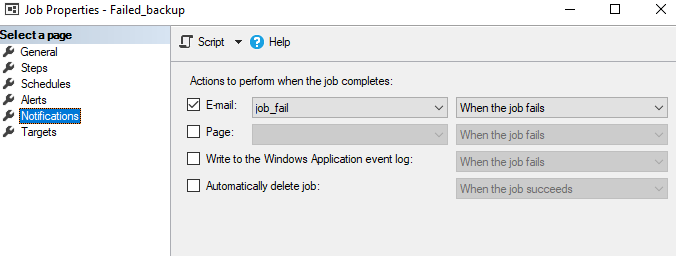 Job Properties - Failed_backup
Select a page
General
Steps
Schedules
Alerts
Notifications
Targets
Script
Help
Actions to perform when the job completes:
E-mail: job_fail When the job fails
Page: When the job fails
Write to the Windows Application event log: When the job fails
Automatically delete job: When the job succeeds